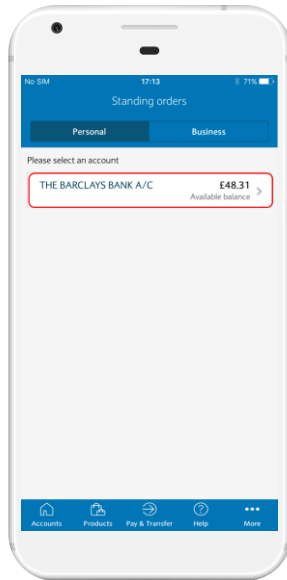 No SIM 17:13 71%
Standing orders
Personal Business
Please select an account
THE BARCLAYS BANK A/C £48.31
Available balance
Accounts Products Pay & Transfer Help More